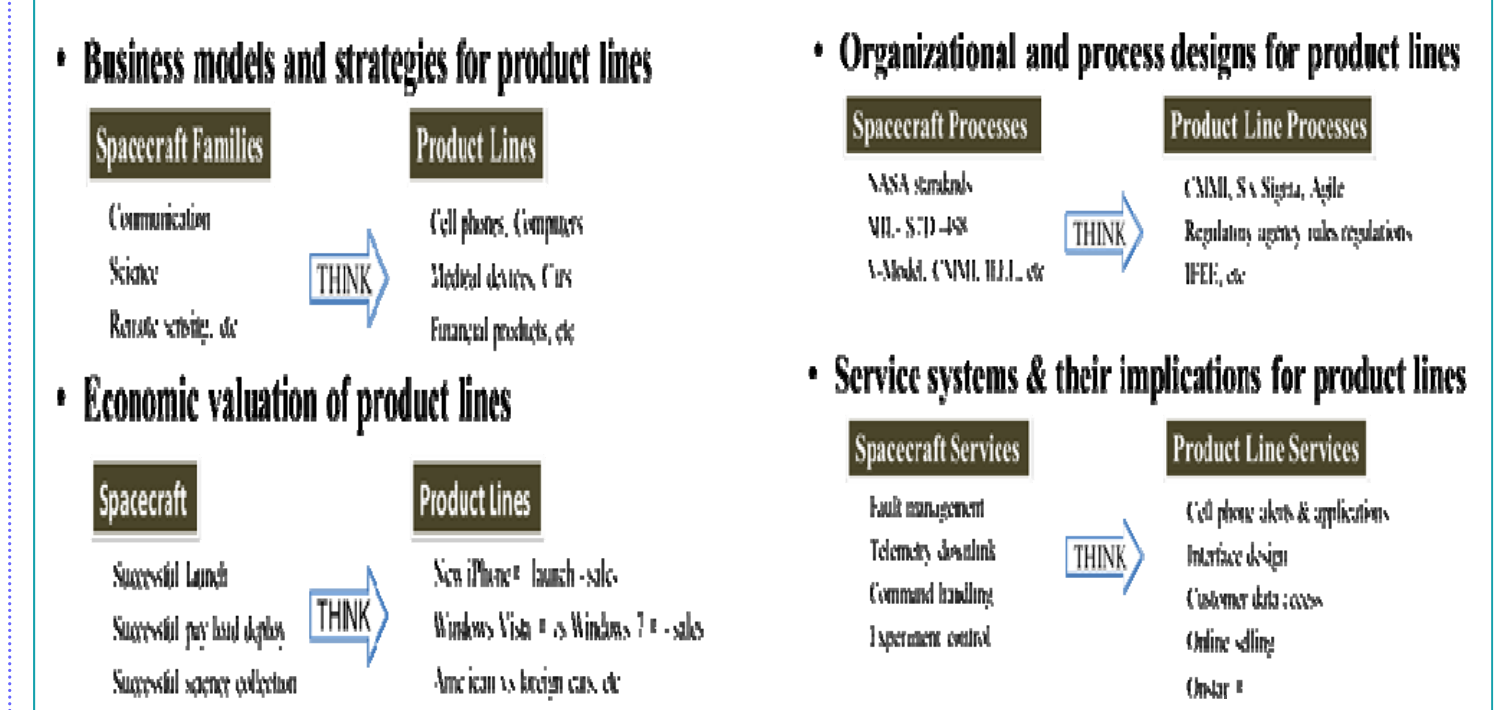 • Business models and strategies for product lines
Spacecraft Families
Product Lines
Communication
Science
Remote sensing, etc
THINK
Cell phones, Computers
Medical devices, Cars
Financial products, etc
• Economic valuation of product lines
Spacecraft
Product Lines
Successful Launch
Successful pay load deploy
Successful science collection
THINK
New iPhone launch - sales
Windows Vista vs Windows 7 - sales
American vs foreign cars, etc
• Organizational and process designs for product lines
Spacecraft Processes
Product Line Processes
NASA standards
MIL- STD -498
V-Model, CMMI, IEEE, etc
THINK
CMMI, Six Sigma, Agile
Regulatory agency rules regulations
IEEE, etc
• Service systems & their implications for product lines
Spacecraft Services
Product Line Services
Fault management
Telemetry downlink
Command handling
Experiment control
THINK
Cell phone alerts & applications
Interface design
Customer data access
Online selling
Onstar